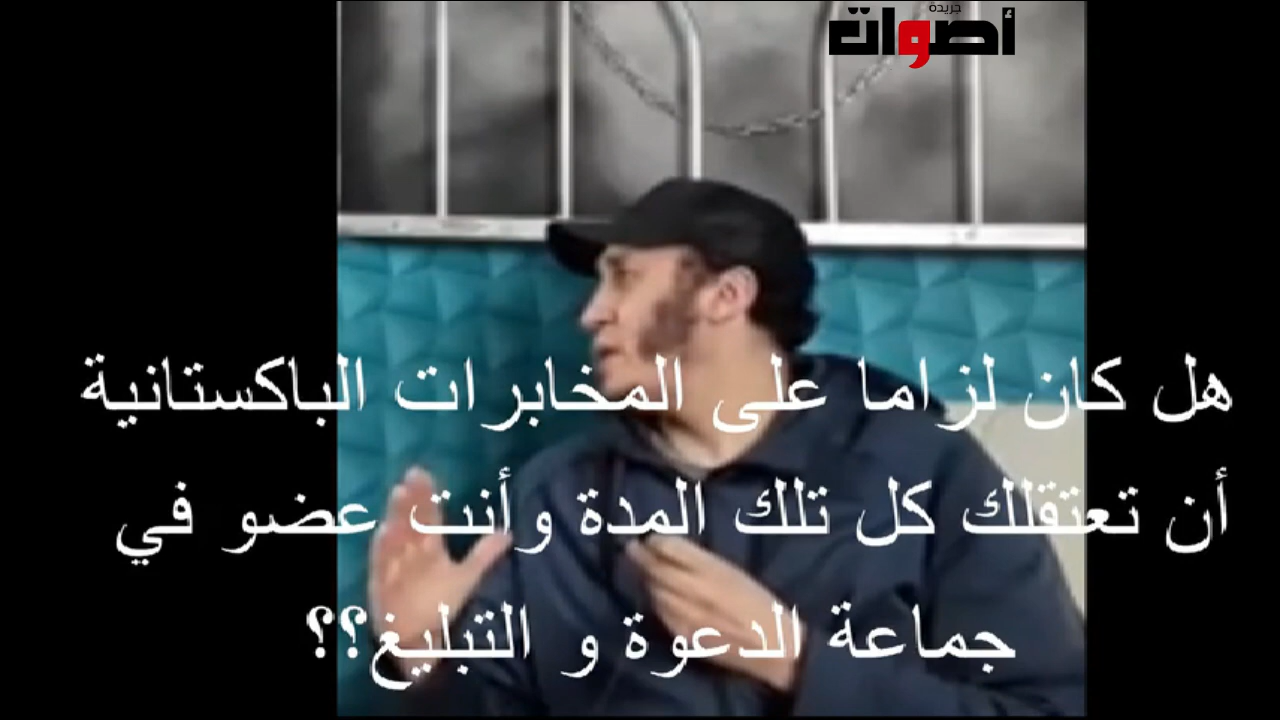 جريدة
أصوات
هل كان لزاما على المخابرات الباكستانية
أن تعتقلك كل تلك المدة وأنت عضو في
جماعة الدعوة و التبليغ؟؟